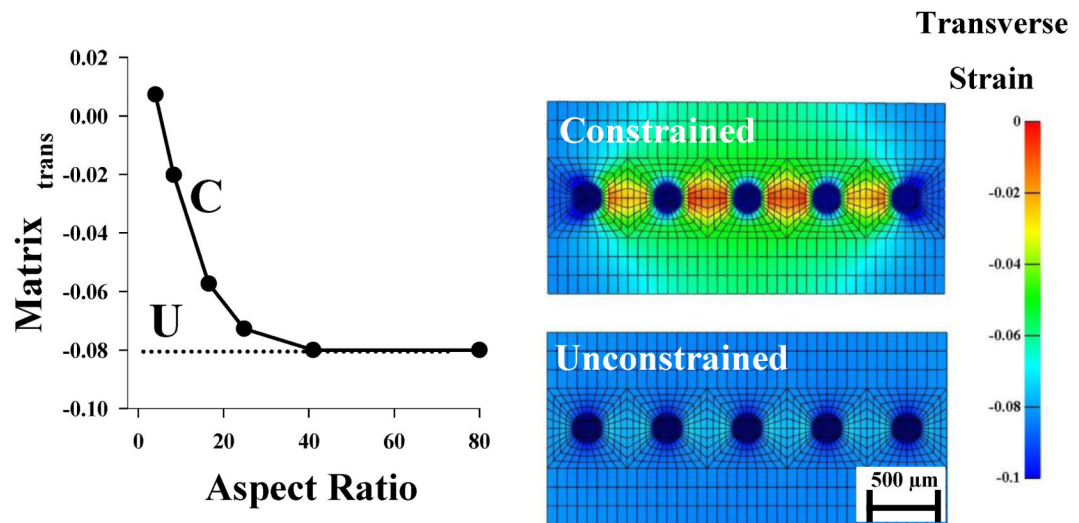 0.02
0.00
-0.02
-0.04
-0.06
-0.08
-0.10
Matrix trans
C
U
0 20 40 60 80
Aspect Ratio
Transverse
Strain
Constrained
Unconstrained
500 µm
0
-0.02
-0.04
-0.06
-0.08
-0.1